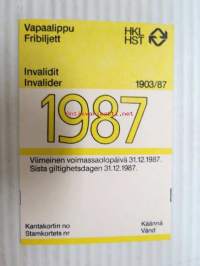 Vapaalippu HKL
Fribiljett HST
Invalidit
Invalider 1903/87
1987
Viimeinen voimassaolopäivä 31.12.1987.
Sista giltighetsdagen 31.12.1987.
Kantakortin no Käännä
Stamkortets nr Vänd